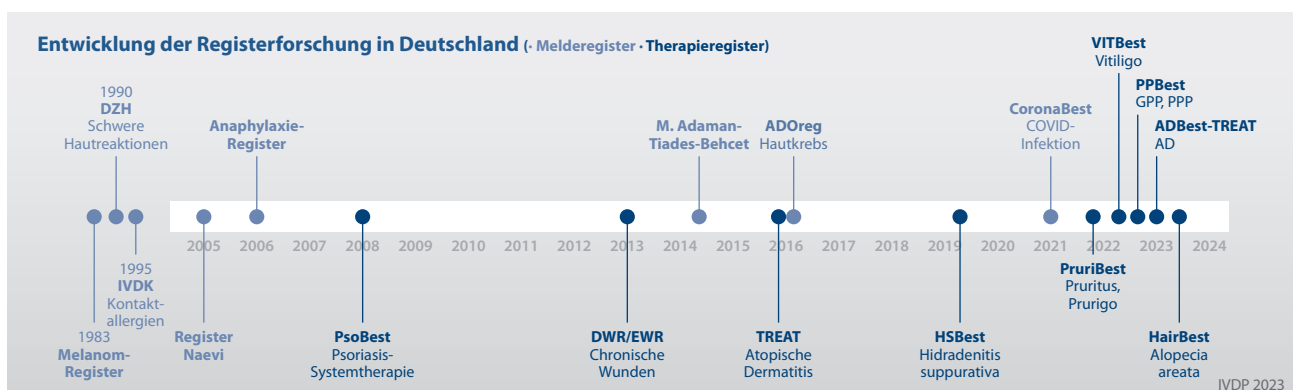 Entwicklung der Registerforschung in Deutschland (· Melderegister · Therapieregister)
1990
DZH
Schwere
Hautreaktionen
Anaphylaxie-
Register
M. Adaman-
Tiades-Behcet
ADOreg
Hautkrebs
CoronaBest
COVID-
Infektion
VITBest
Vitiligo
PPBest
GPP, PPP
ADBest-TREAT
AD
2005 2006 2007 2008 2009 2010 2011 2012 2013 2014 2015 2016 2017 2018 2019 2020 2021 2022 2023 2024
1983
Melanom-
Register
1995
IVDK
Kontakt-
allergien
Register
Naevi
PsoBest
Psoriasis-
Systemtherapie
DWR/EWR
Chronische
Wunden
TREAT
Atopische
Dermatitis
HSBest
Hidradenitis
suppurativa
PruriBest
Pruritus,
Prurigo
HairBest
Alopecia
areata
IVDP 2023